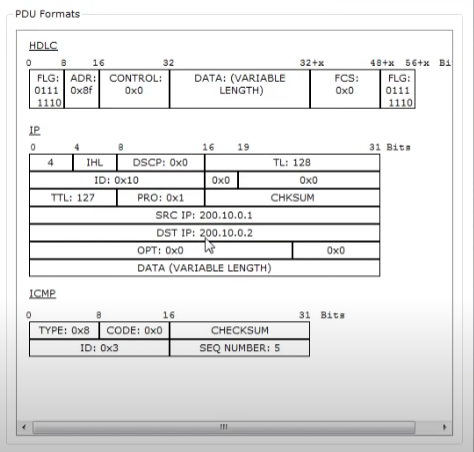 PDU Formats
HDLC
0 8 16 32 32+x 48+x 56+x Bi
FLG: 0111 1110 ADR: 0x8f CONTROL: 0x0 DATA: (VARIABLE LENGTH) FCS: 0x0 FLG: 0111 1110
IP
0 4 8 16 19 31 Bits
4 IHL DSCP: 0x0 TL: 128
ID: 0x10 0x0 0x0
TTL: 127 PRO: 0x1 CHKSUM
SRC IP: 200.10.0.1
DST IP: 200.10.0.2
OPT: 0x0 0x0
DATA (VARIABLE LENGTH)
ICMP
0 8 16 31 Bits
TYPE: 0x8 CODE: 0x0 CHECKSUM
ID: 0x3 SEQ NUMBER: 5